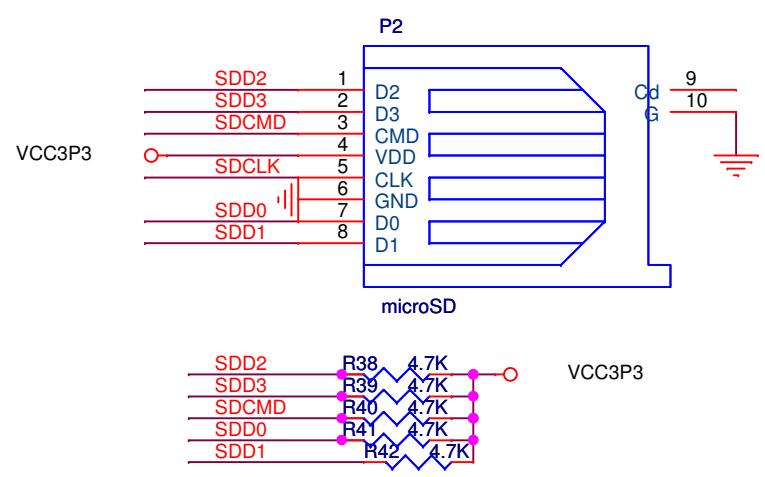 P2
SDD2 1 D2 Cd 9
SDD3 2 D3 G 10
SDCMD 3 CMD
VCC3P3 4 VDD
SDCLK 5 CLK
6 GND
SDD0 7 D0
SDD1 8 D1
microSD
SDD2 R38 4.7K VCC3P3
SDD3 R39 4.7K
SDCMD R40 4.7K
SDD0 R41 4.7K
SDD1 R42 4.7K